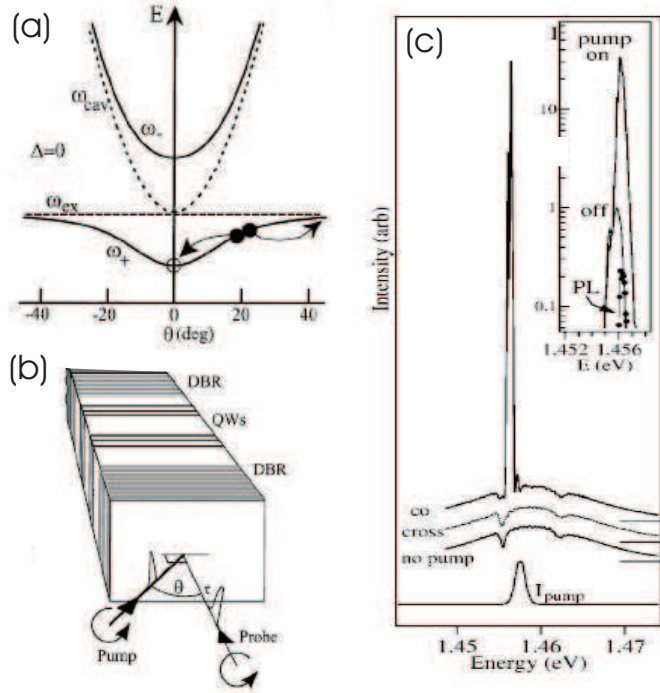 (a)
E
ω_cav
ω_-
Δ=0
ω_ex
ω_+
-40 -20 0 20 40
θ(deg)
(b)
DBR
QWs
DBR
θ
τ
Pump
Probe
(c)
I
pump
on
10
off
1
PL
0.1
1.452 1.456
E (eV)
Intensity (arb)
co
cross
no pump
I_pump
1.45 1.46 1.47
Energy (eV)